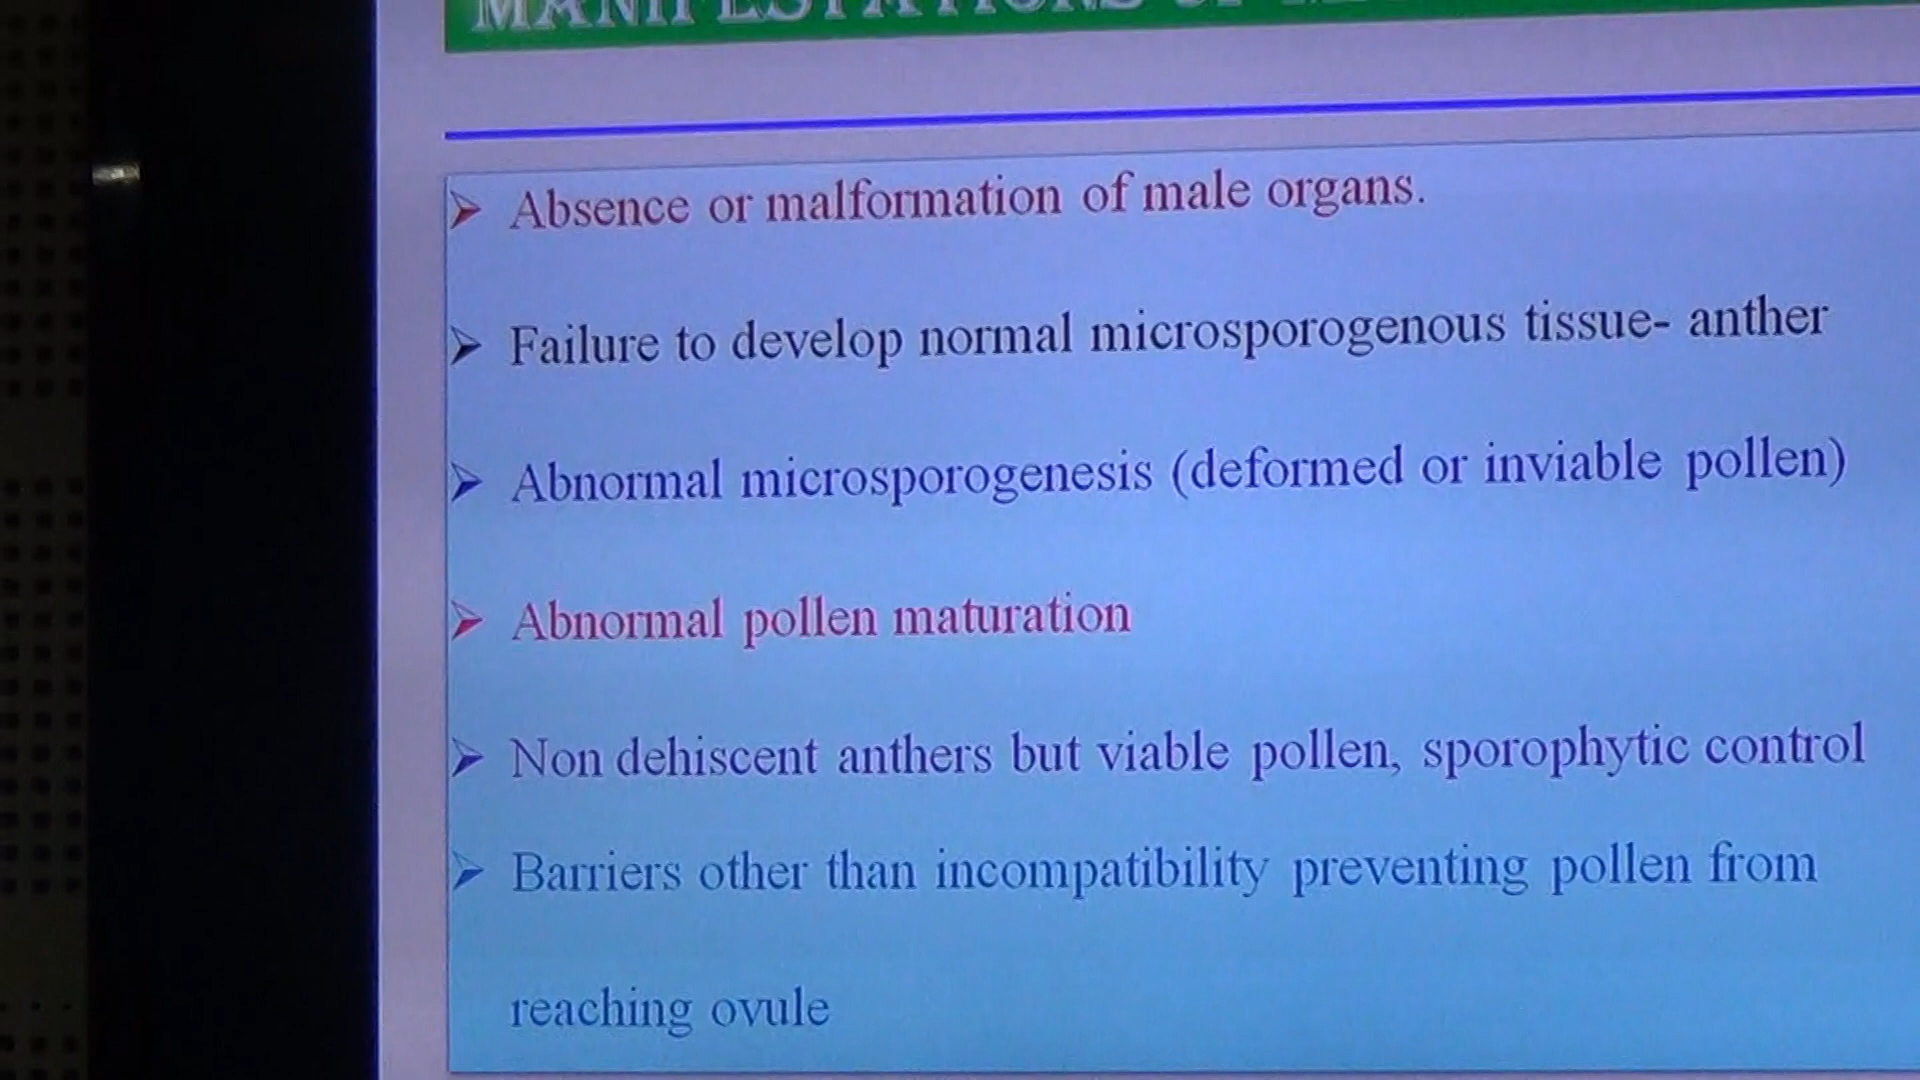 MANIFESTATIONS OF
Absence or malformation of male organs.
Failure to develop normal microsporogenous tissue- anther
Abnormal microsporogenesis (deformed or inviable pollen)
Abnormal pollen maturation
Non dehiscent anthers but viable pollen, sporophytic control
Barriers other than incompatibility preventing pollen from
reaching ovule